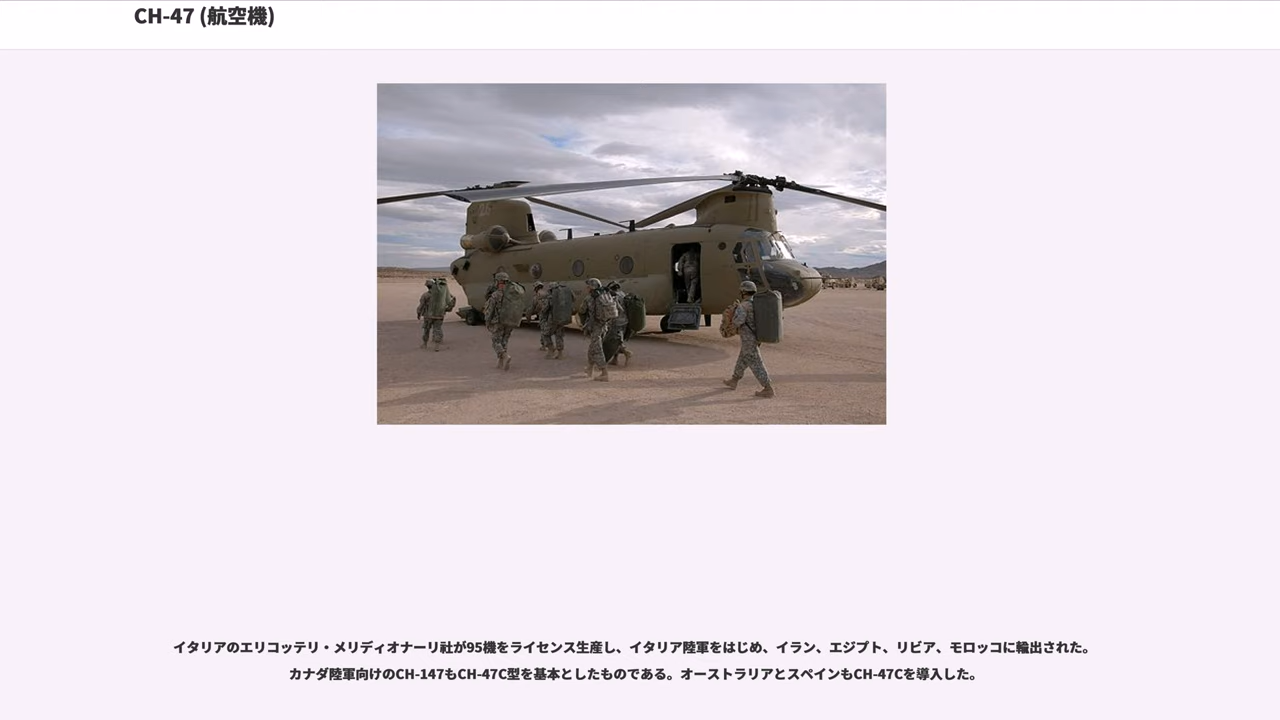 CH-47 (航空機)
イタリアのエリコッテリ・メリディオナーリ社が95機をライセンス生産し、イタリア陸軍をはじめ、イラン、エジプト、リビア、モロッコに輸出された。
カナダ陸軍向けのCH-147もCH-47C型を基本としたものである。オーストラリアとスペインもCH-47Cを導入した。